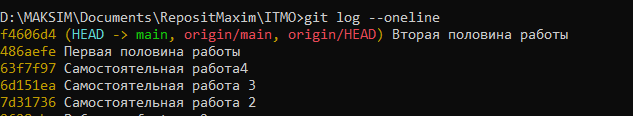 D:\MAKSIM\Documents\RepositMaxim\ITMO>git log --oneline
f4606d4 (HEAD -> main, origin/main, origin/HEAD) Вторая половина работы
486aefe Первая половина работы
63f7f97 Самостоятельная работа4
6d151ea Самостоятельная работа 3
7d31736 Самостоятельная работа 2